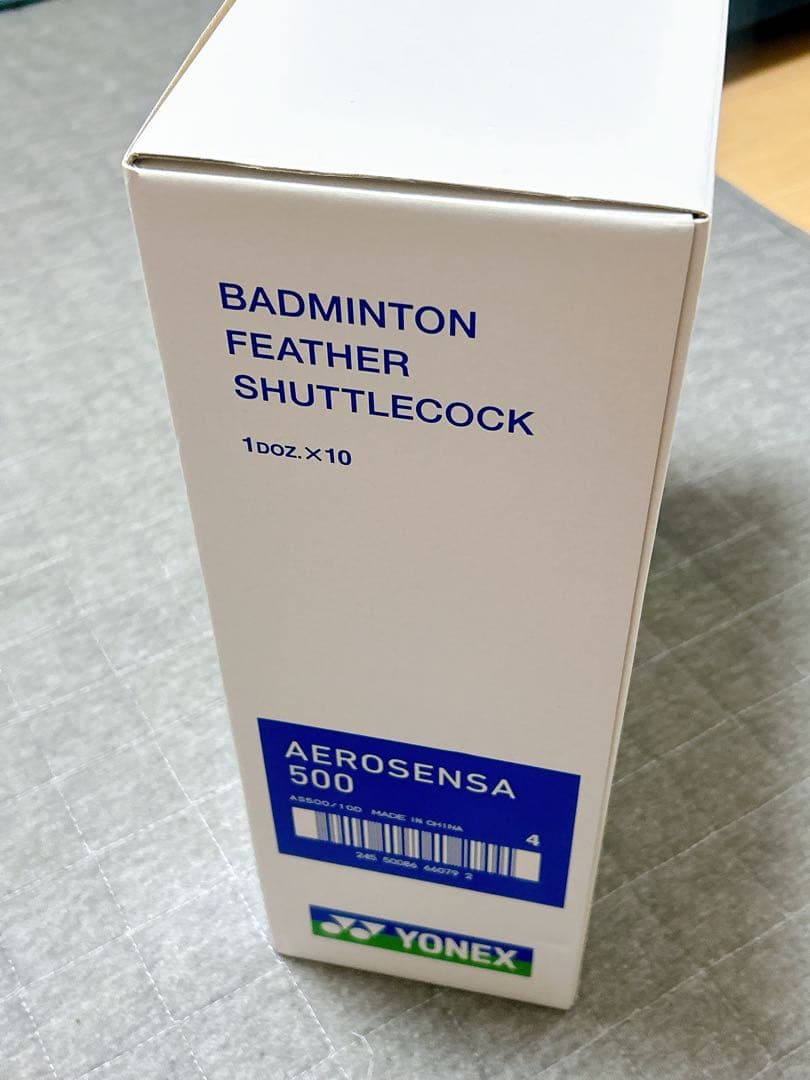 BADMINTON
FEATHER
SHUTTLECOCK
1DOZ.×10
AEROSENSA
500
AS500/10D MADE IN CHINA
4
245 50086 66079 2
YONEX